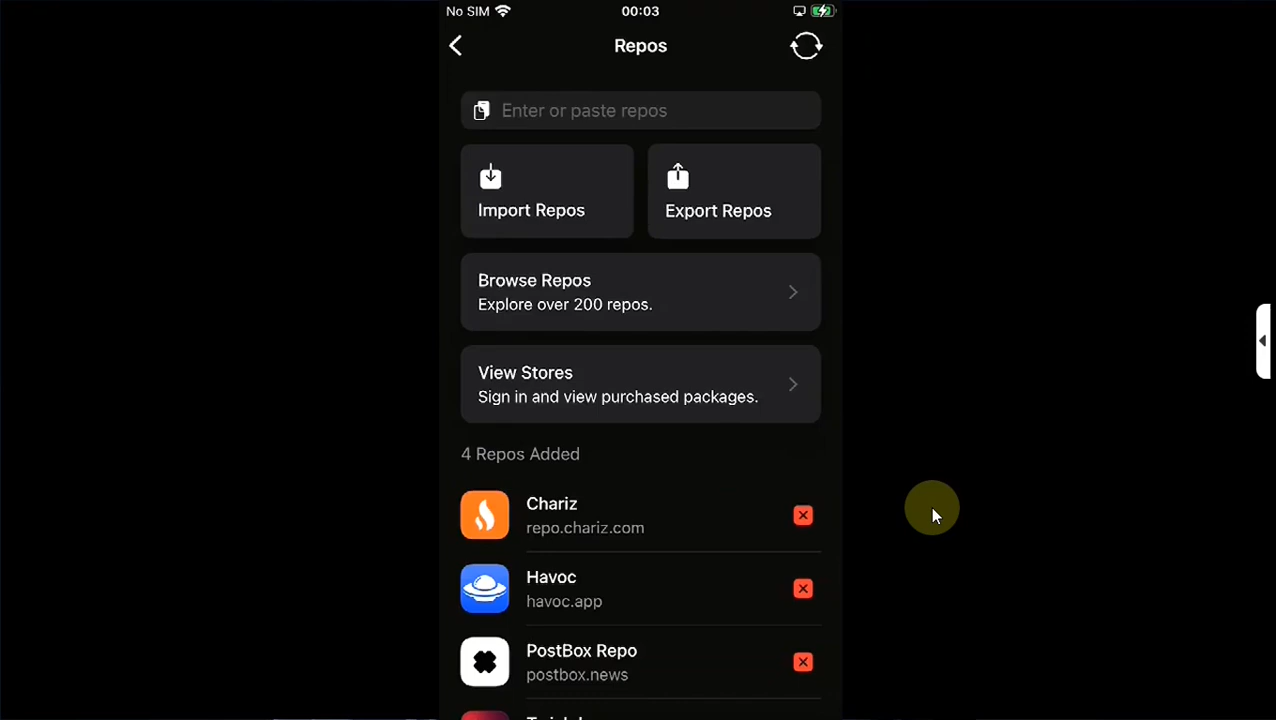 No SIM 00:03
Repos
Enter or paste repos
Import Repos
Export Repos
Browse Repos
Explore over 200 repos.
View Stores
Sign in and view purchased packages.
4 Repos Added
Chariz
repo.chariz.com
Havoc
havoc.app
PostBox Repo
postbox.news